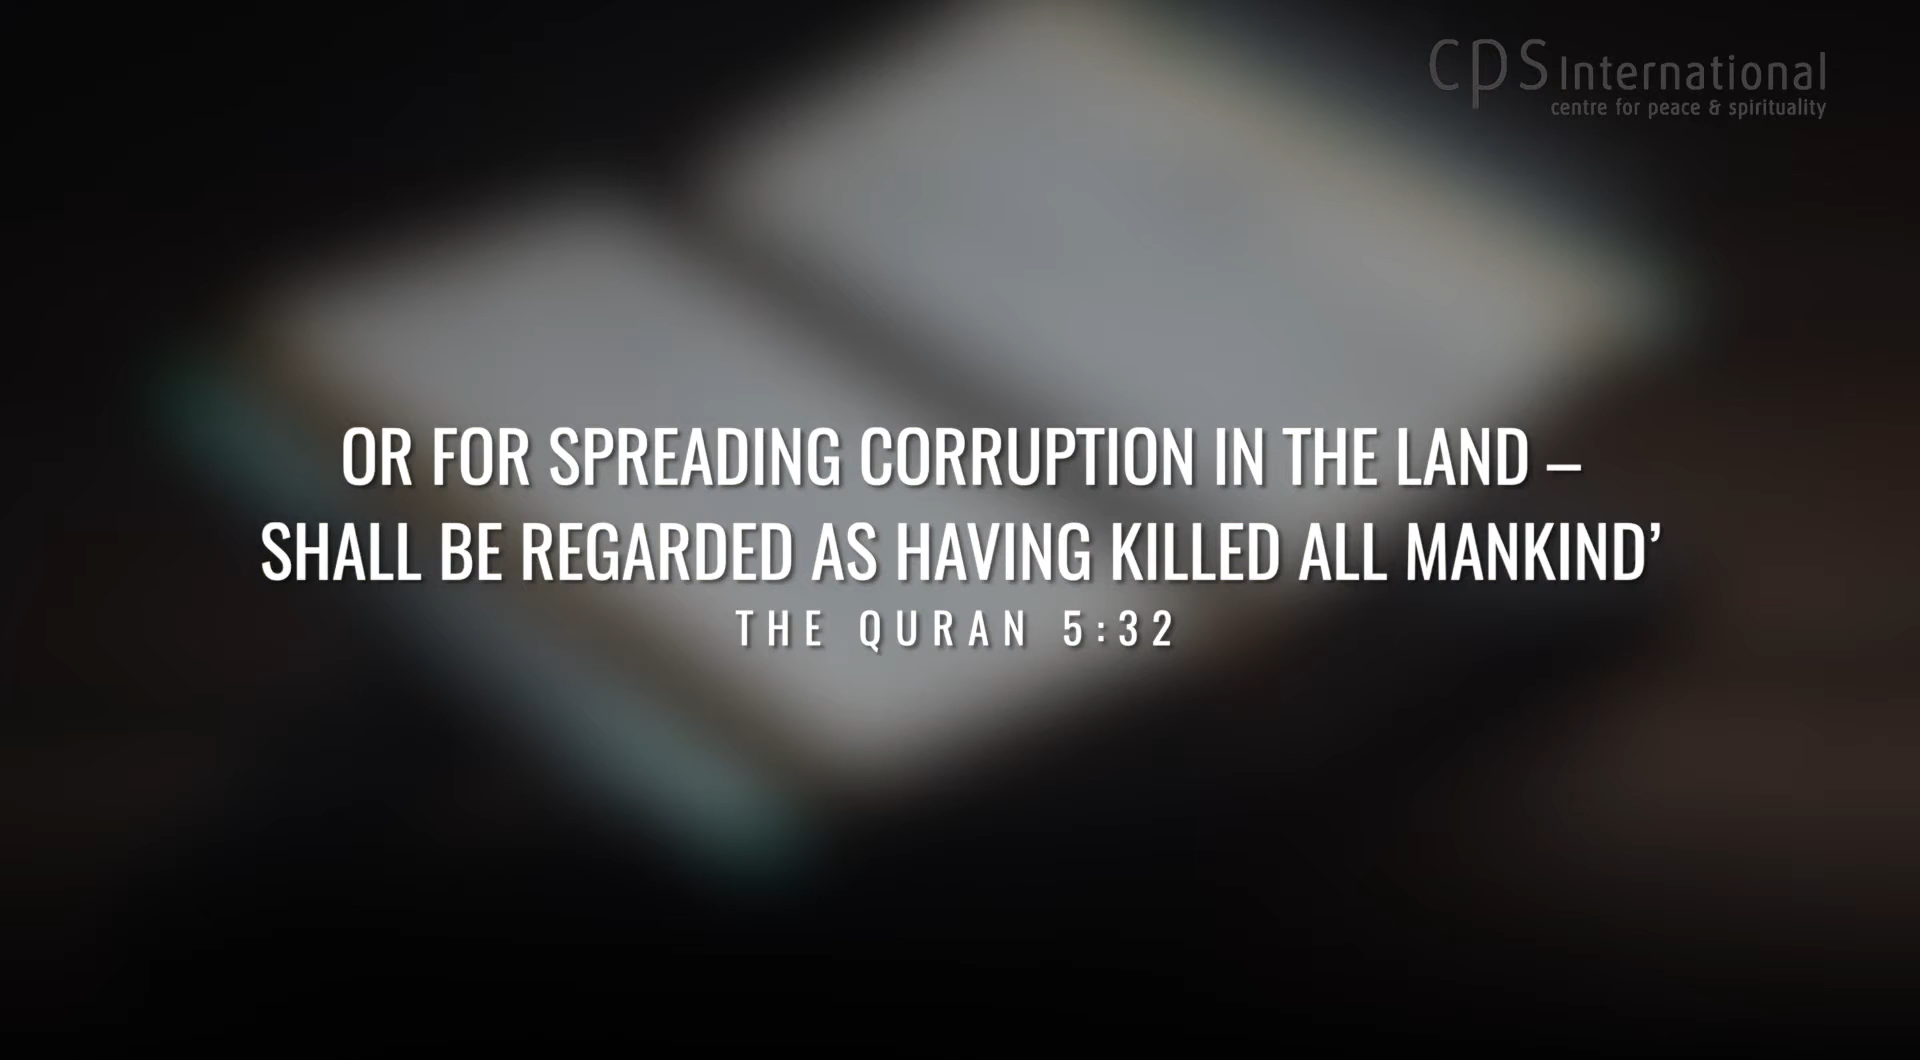 cps International
centre for peace & spirituality
OR FOR SPREADING CORRUPTION IN THE LAND –
SHALL BE REGARDED AS HAVING KILLED ALL MANKIND’
THE QURAN 5:32